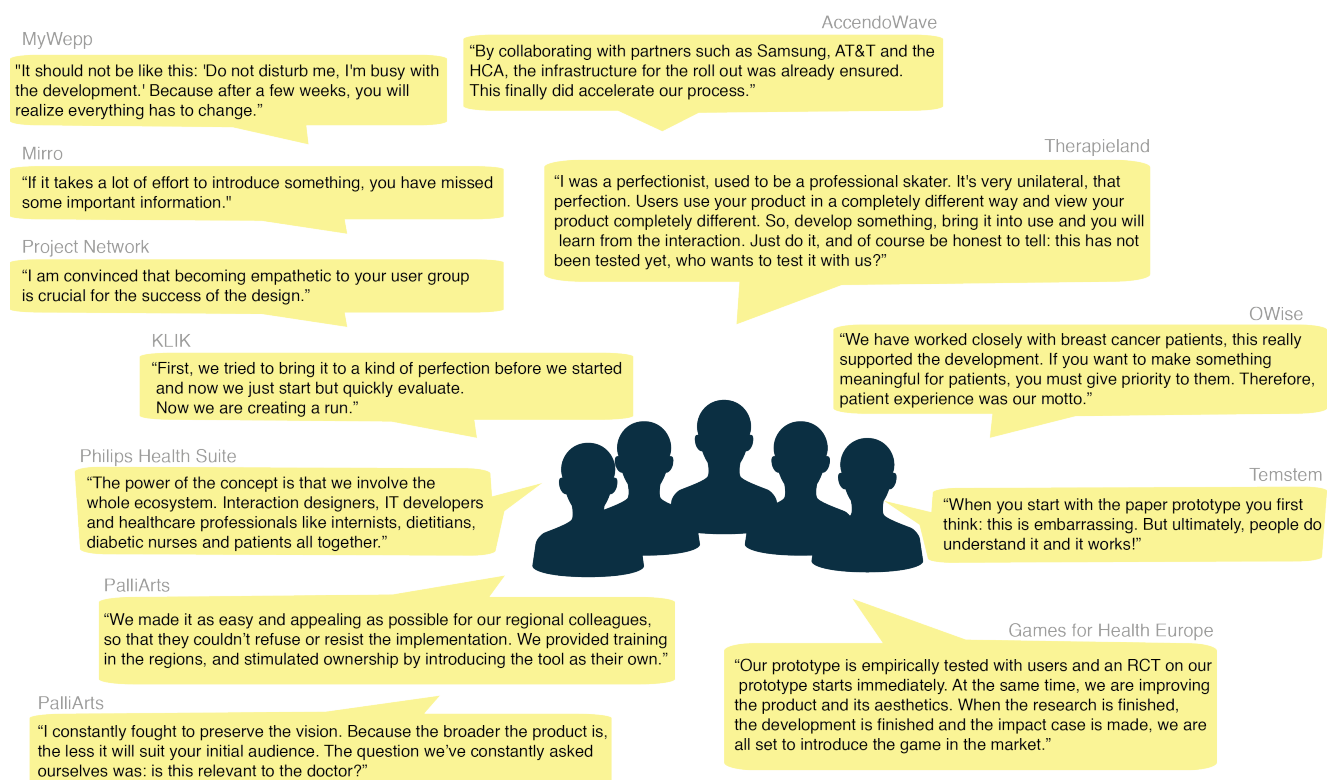 MyWepp
"It should not be like this: 'Do not disturb me, I'm busy with
the development.' Because after a few weeks, you will
realize everything has to change.”
AccendoWave
“By collaborating with partners such as Samsung, AT&T and the
HCA, the infrastructure for the roll out was already ensured.
This finally did accelerate our process.”
Mirro
“If it takes a lot of effort to introduce something, you have missed
some important information."
Therapieland
“I was a perfectionist, used to be a professional skater. It's very unilateral, that
perfection. Users use your product in a completely different way and view your
product completely different. So, develop something, bring it into use and you will
learn from the interaction. Just do it, and of course be honest to tell: this has not
been tested yet, who wants to test it with us?”
Project Network
“I am convinced that becoming empathetic to your user group
is crucial for the success of the design.”
OWise
“We have worked closely with breast cancer patients, this really
supported the development. If you want to make something
meaningful for patients, you must give priority to them. Therefore,
patient experience was our motto.”
KLIK
“First, we tried to bring it to a kind of perfection before we started
and now we just start but quickly evaluate.
Now we are creating a run.”
Philips Health Suite
“The power of the concept is that we involve the
whole ecosystem. Interaction designers, IT developers
and healthcare professionals like internists, dietitians,
diabetic nurses and patients all together.”
Temstem
“When you start with the paper prototype you first
think: this is embarrassing. But ultimately, people do
understand it and it works!”
PalliArts
“We made it as easy and appealing as possible for our regional colleagues,
so that they couldn’t refuse or resist the implementation. We provided training
in the regions, and stimulated ownership by introducing the tool as their own.”
Games for Health Europe
“Our prototype is empirically tested with users and an RCT on our
prototype starts immediately. At the same time, we are improving
the product and its aesthetics. When the research is finished,
the development is finished and the impact case is made, we are
all set to introduce the game in the market.”
PalliArts
“I constantly fought to preserve the vision. Because the broader the product is,
the less it will suit your initial audience. The question we’ve constantly asked
ourselves was: is this relevant to the doctor?”